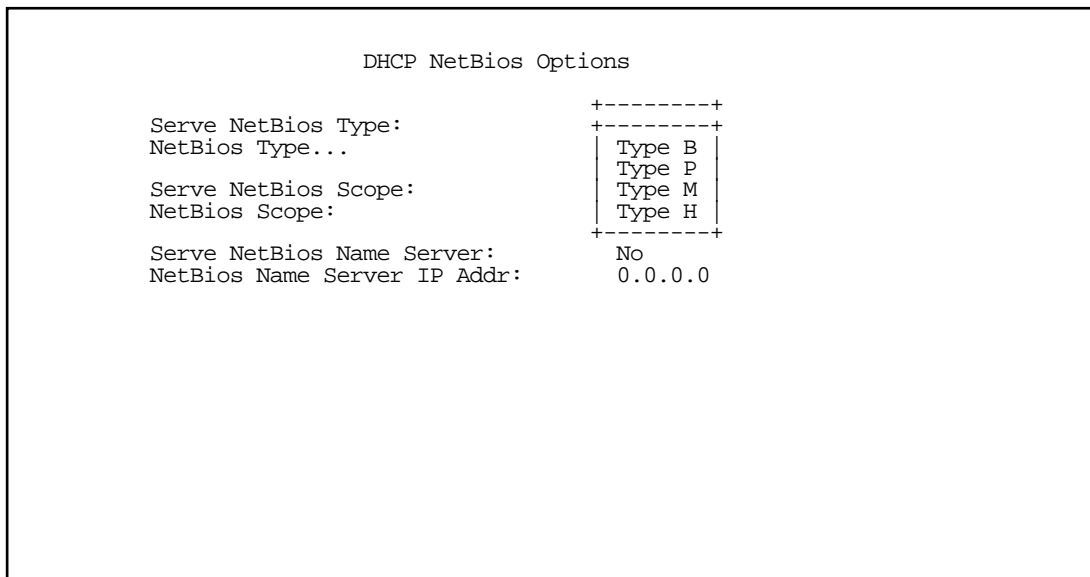 DHCP NetBios Options
+--------+
Serve NetBios Type: +--------+
NetBios Type... | Type B |
| Type P |
Serve NetBios Scope: | Type M |
NetBios Scope: | Type H |
+--------+
Serve NetBios Name Server: No
NetBios Name Server IP Addr: 0.0.0.0